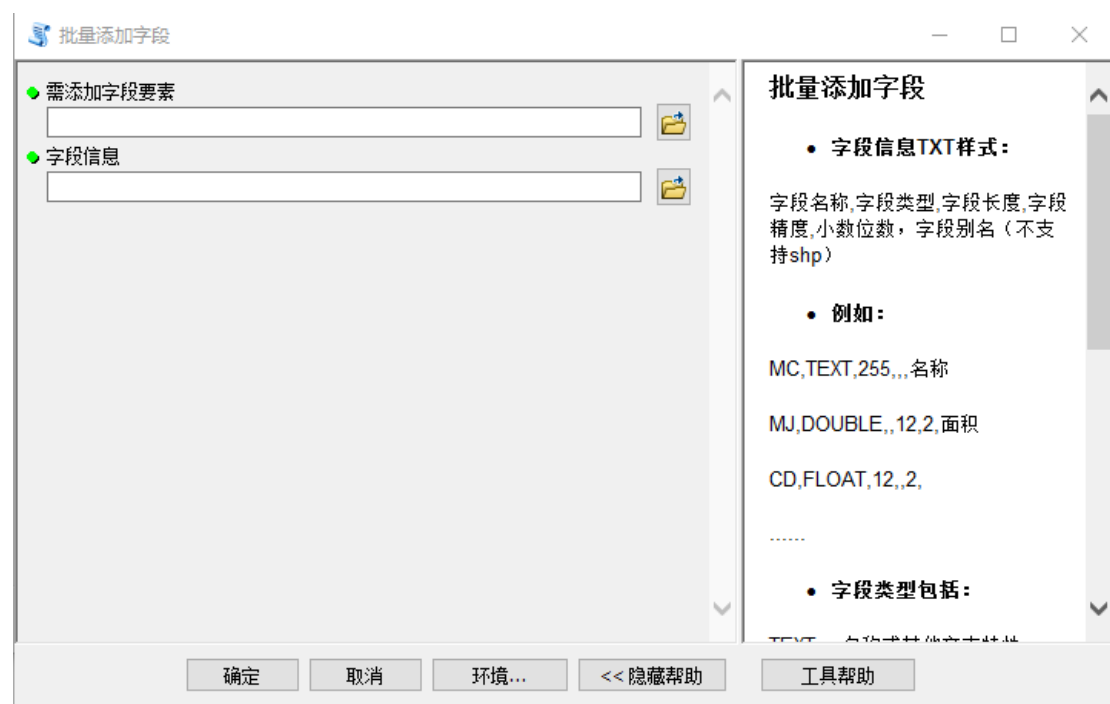 批量添加字段
需添加字段要素
字段信息
批量添加字段
字段信息TXT样式：
字段名称,字段类型,字段长度,字段
精度,小数位数，字段别名（不支
持shp）
例如：
MC,TEXT,255,,,名称
MJ,DOUBLE,,12,2,面积
CD,FLOAT,12,,2,
......
字段类型包括：
确定
取消
环境...
<< 隐藏帮助
工具帮助